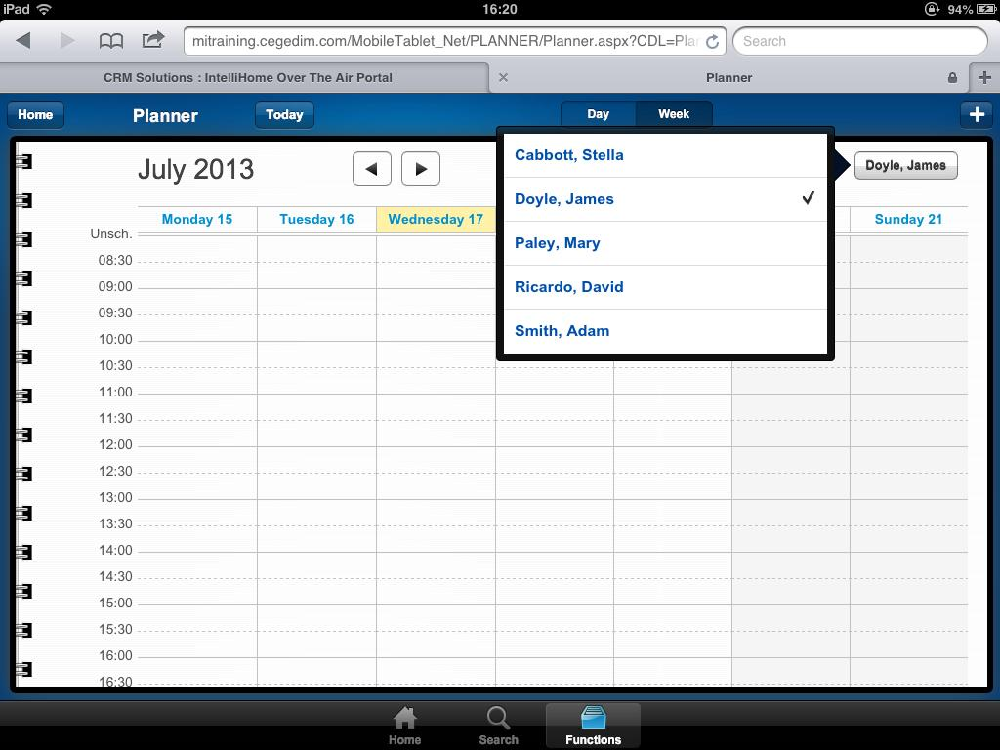 iPad 16:20 94%
mitraining.cegedim.com/MobileTablet_Net/PLANNER/Planner.aspx?CDL=Pla Search
CRM Solutions : IntelliHome Over The Air Portal Planner
Home Planner Today Day Week +
July 2013 Doyle, James
Cabbott, Stella
Doyle, James
Paley, Mary
Ricardo, David
Smith, Adam
Monday 15 Tuesday 16 Wednesday 17 Sunday 21
Unsch.
08:30
09:00
09:30
10:00
10:30
11:00
11:30
12:00
12:30
13:00
13:30
14:00
14:30
15:00
15:30
16:00
16:30
Home Search Functions